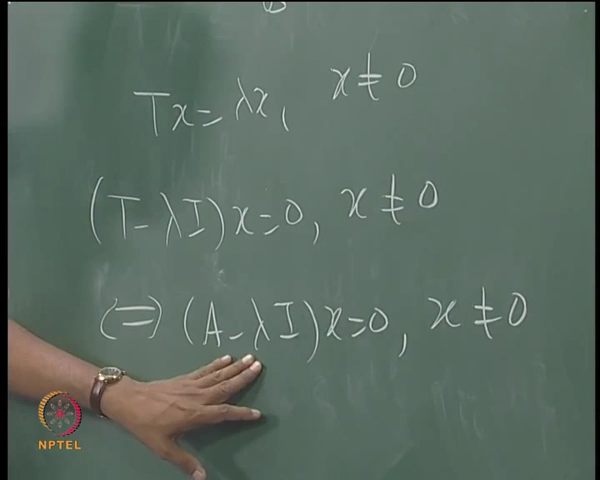 Tx = λx, x ≠ 0
(T - λI)x = 0, x ≠ 0
(=) (A - λI)x = 0, x ≠ 0
NPTEL